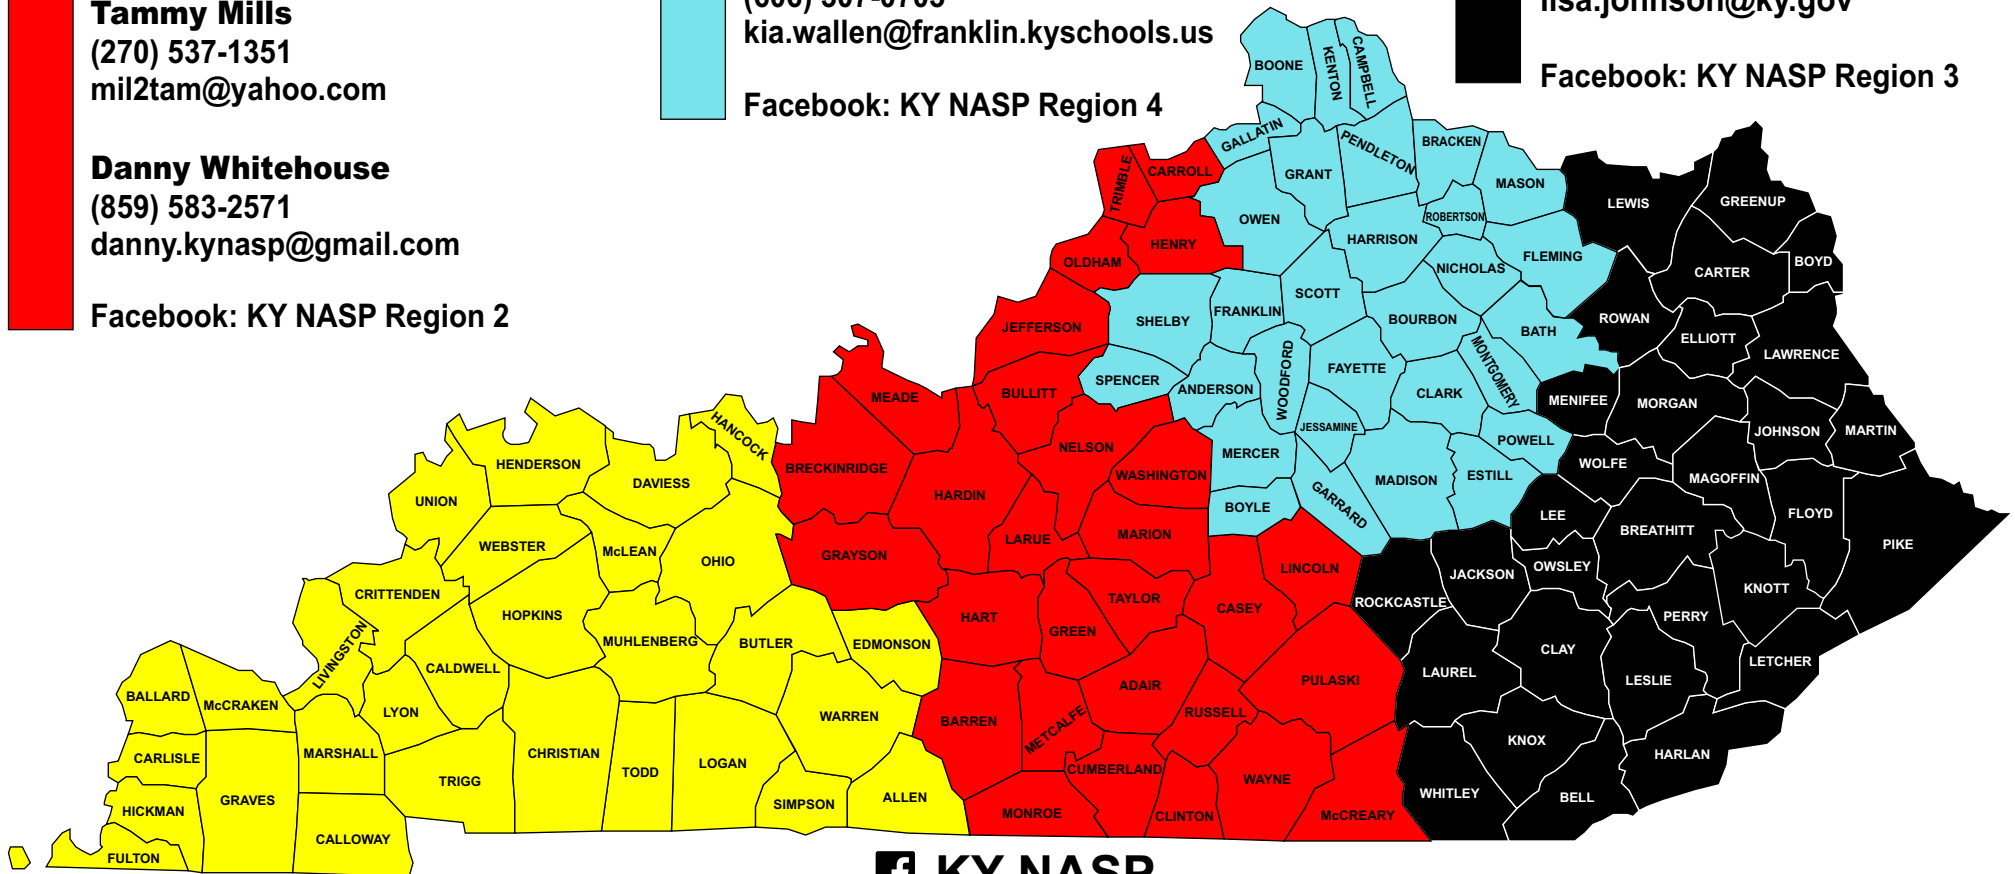 Tammy Mills
(270) 537-1351
mil2tam@yahoo.com
Danny Whitehouse
(859) 583-2571
danny.kynasp@gmail.com
Facebook: KY NASP Region 2
kia.wallen@franklin.kyschools.us
Facebook: KY NASP Region 4
lisa.johnson@ky.gov
Facebook: KY NASP Region 3
BOONE
KENTON
CAMPBELL
GALLATIN
PENDLETON
BRACKEN
GRANT
MASON
TRIMBLE
CARROLL
OWEN
ROBERTSON
HARRISON
LEWIS
GREENUP
HENRY
OLDHAM
NICHOLAS
FLEMING
CARTER
BOYD
SCOTT
SHELBY
FRANKLIN
BOURBON
BATH
ROWAN
ELLIOTT
LAWRENCE
JEFFERSON
SPENCER
ANDERSON
WOODFORD
FAYETTE
MONTGOMERY
CLARK
MENIFEE
MORGAN
MEADE
BULLITT
NELSON
JESSAMINE
JOHNSON
MARTIN
HANCOCK
BRECKINRIDGE
WASHINGTON
MERCER
POWELL
WOLFE
MAGOFFIN
HENDERSON
DAVIESS
UNION
HARDIN
MADISON
ESTILL
BOYLE
GARRARD
LEE
FLOYD
BREATHITT
PIKE
WEBSTER
McLEAN
OHIO
GRAYSON
LARUE
MARION
LINCOLN
JACKSON
OWSLEY
KNOTT
CRITTENDEN
HOPKINS
HART
TAYLOR
CASEY
ROCKCASTLE
PERRY
LIVINGSTON
MUHLENBERG
BUTLER
EDMONSON
GREEN
CALDWELL
CLAY
LETCHER
LAUREL
LESLIE
PULASKI
ADAIR
BALLARD
McCRAKEN
LYON
WARREN
BARREN
METCALFE
RUSSELL
KNOX
HARLAN
CARLISLE
MARSHALL
CHRISTIAN
LOGAN
TODD
TRIGG
CUMBERLAND
WAYNE
WHITLEY
BELL
HICKMAN
GRAVES
SIMPSON
ALLEN
MONROE
CLINTON
McCREARY
CALLOWAY
FULTON
KY NASP